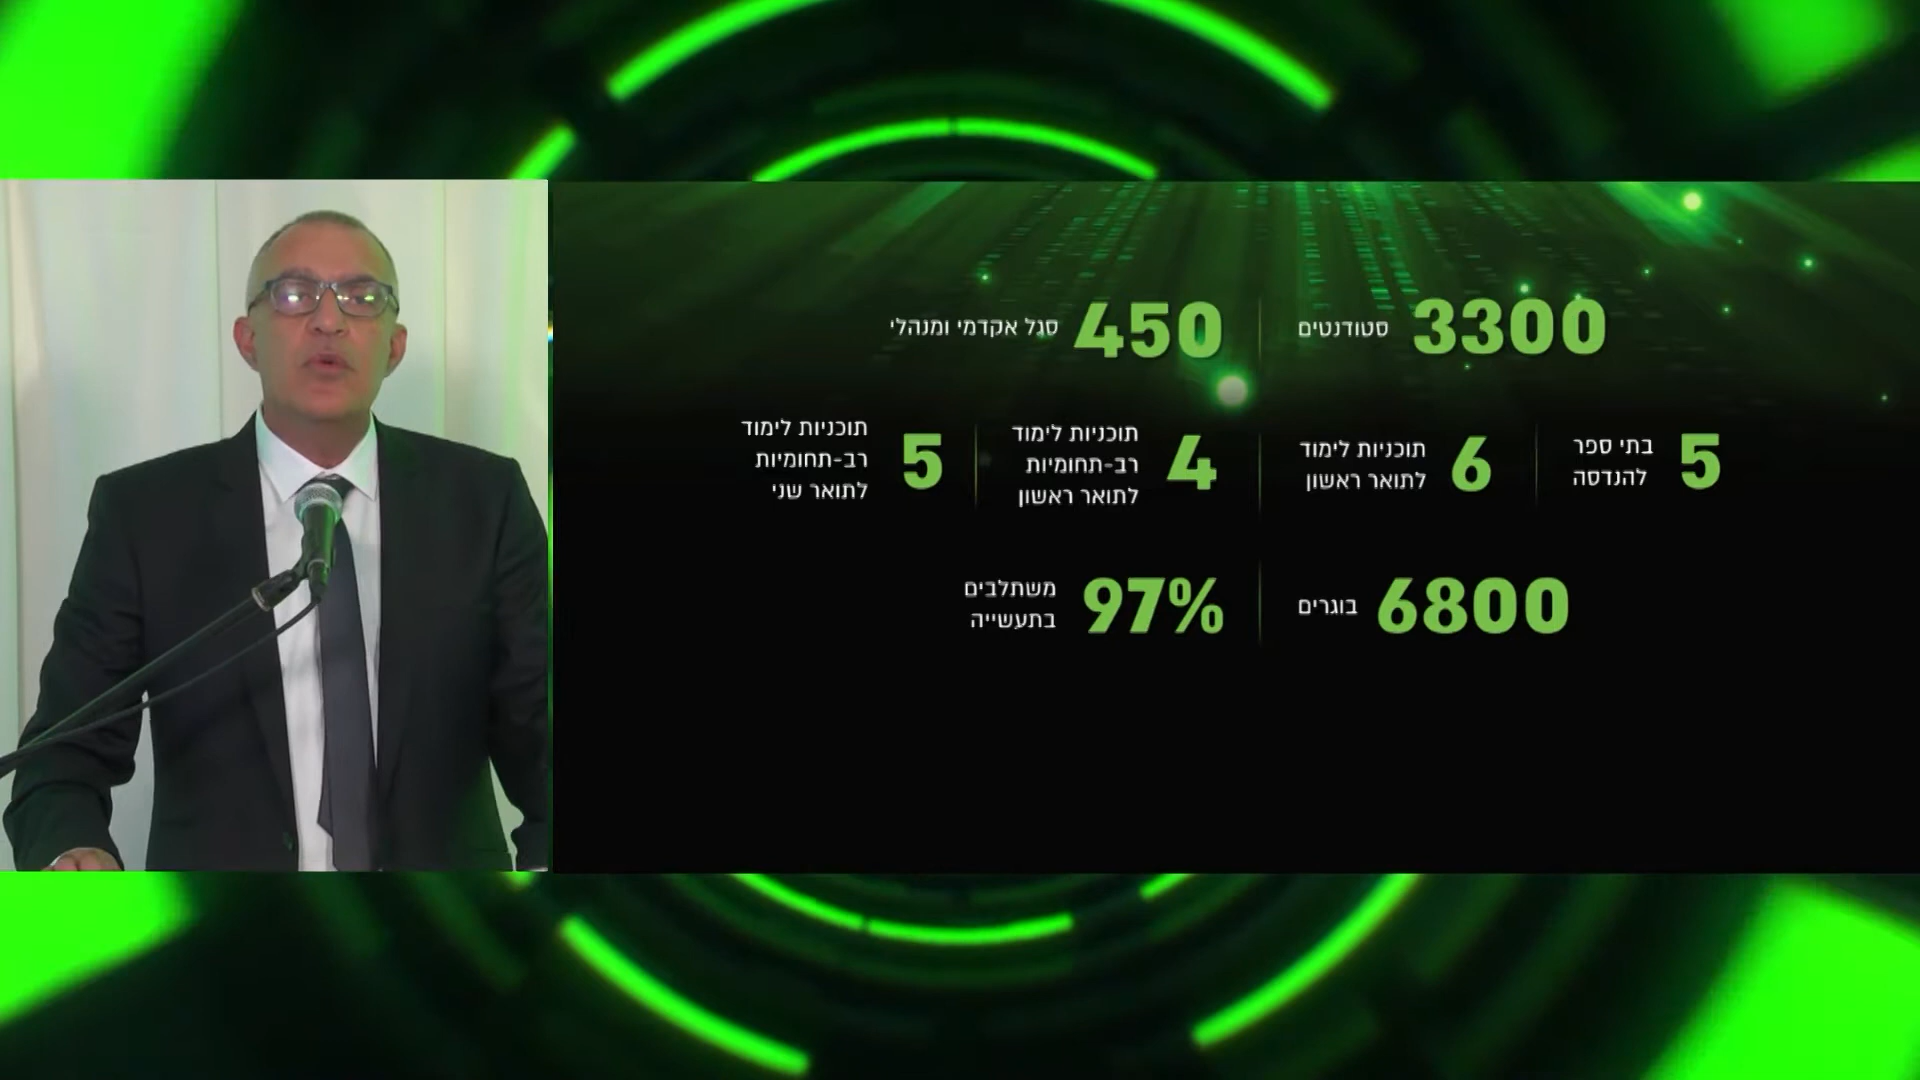 3300 סטודנטים
450 סגל אקדמי ומנהלי
5 בתי ספר
להנדסה
6 תוכניות לימוד
לתואר ראשון
4 תוכניות לימוד
רב-תחומיות
לתואר ראשון
5 תוכניות לימוד
רב-תחומיות
לתואר שני
6800 בוגרים
97% משתלבים
בתעשייה